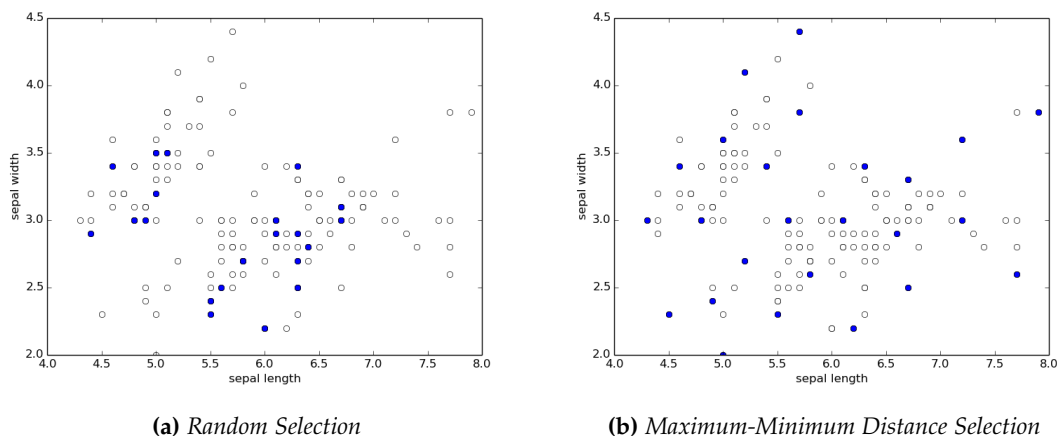 4.5
4.0
3.5
3.0
2.5
2.0
sepal width
4.0 4.5 5.0 5.5 6.0 6.5 7.0 7.5 8.0
sepal length
(a) Random Selection
4.5
4.0
3.5
3.0
2.5
2.0
sepal width
4.0 4.5 5.0 5.5 6.0 6.5 7.0 7.5 8.0
sepal length
(b) Maximum-Minimum Distance Selection